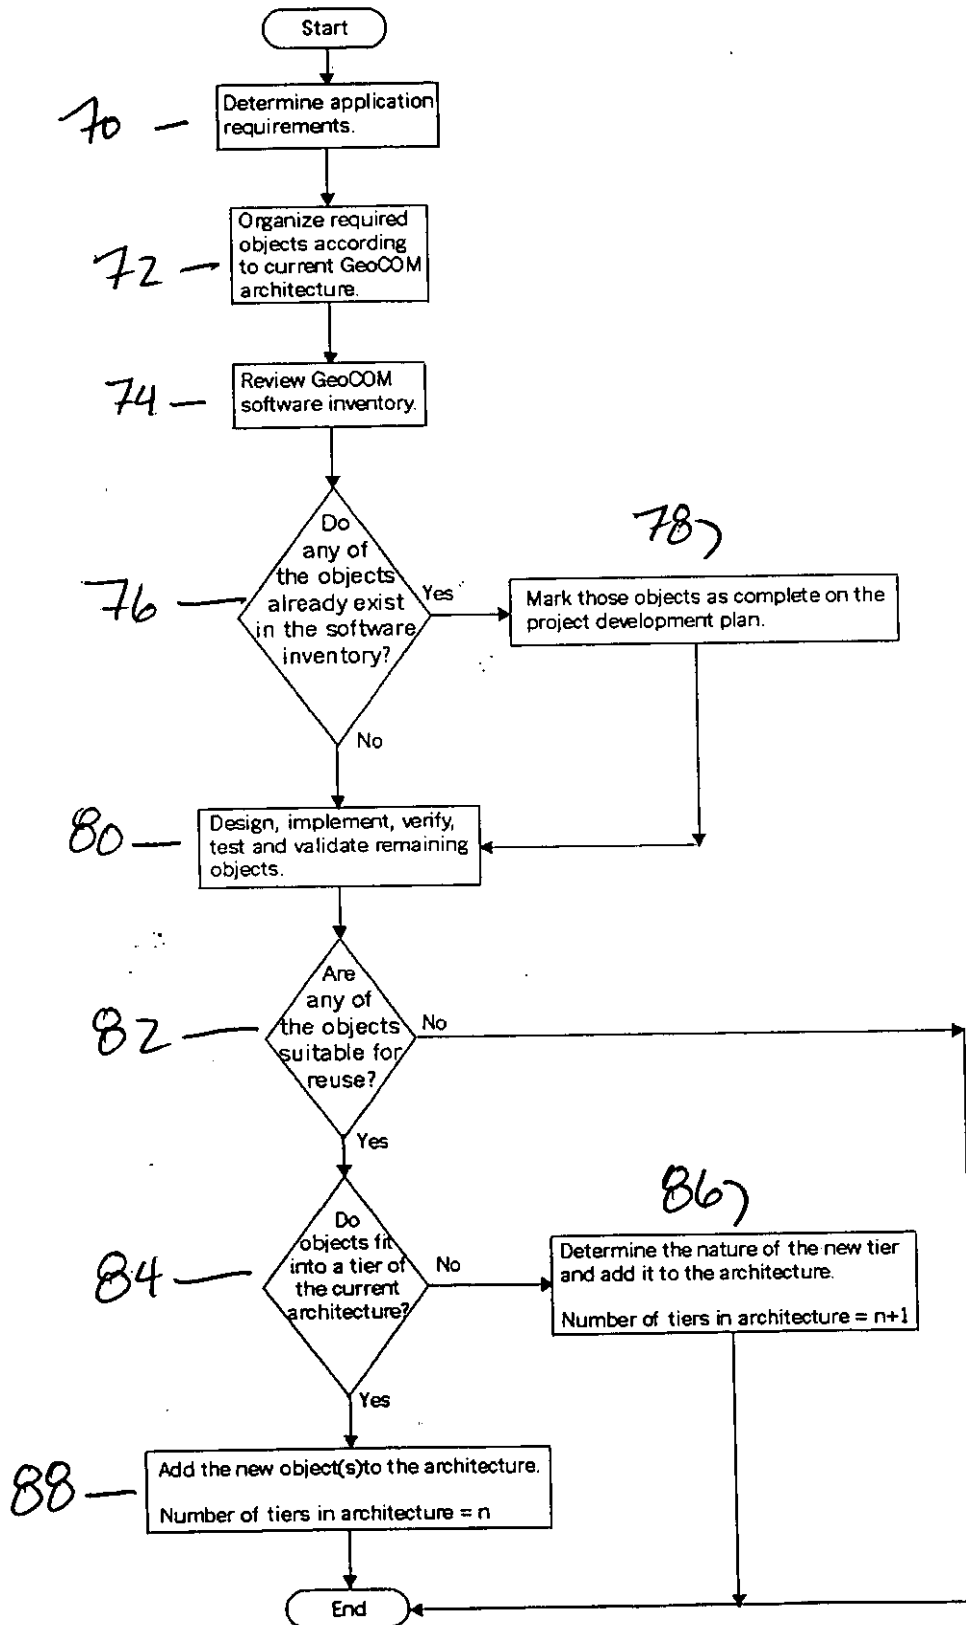 Start
70
Determine application
requirements.
72
Organize required
objects according
to current GeoCOM
architecture.
74
Review GeoCOM
software inventory.
76
Do
any of
the objects
already exist
in the software
inventory?
Yes
78
Mark those objects as complete on the
project development plan.
No
80
Design, implement, verify,
test and validate remaining
objects.
82
Are
any of
the objects
suitable for
reuse?
No
Yes
84
Do
objects fit
into a tier of
the current
architecture?
No
86
Determine the nature of the new tier
and add it to the architecture.
Number of tiers in architecture = n+1
Yes
88
Add the new object(s)to the architecture.
Number of tiers in architecture = n
End